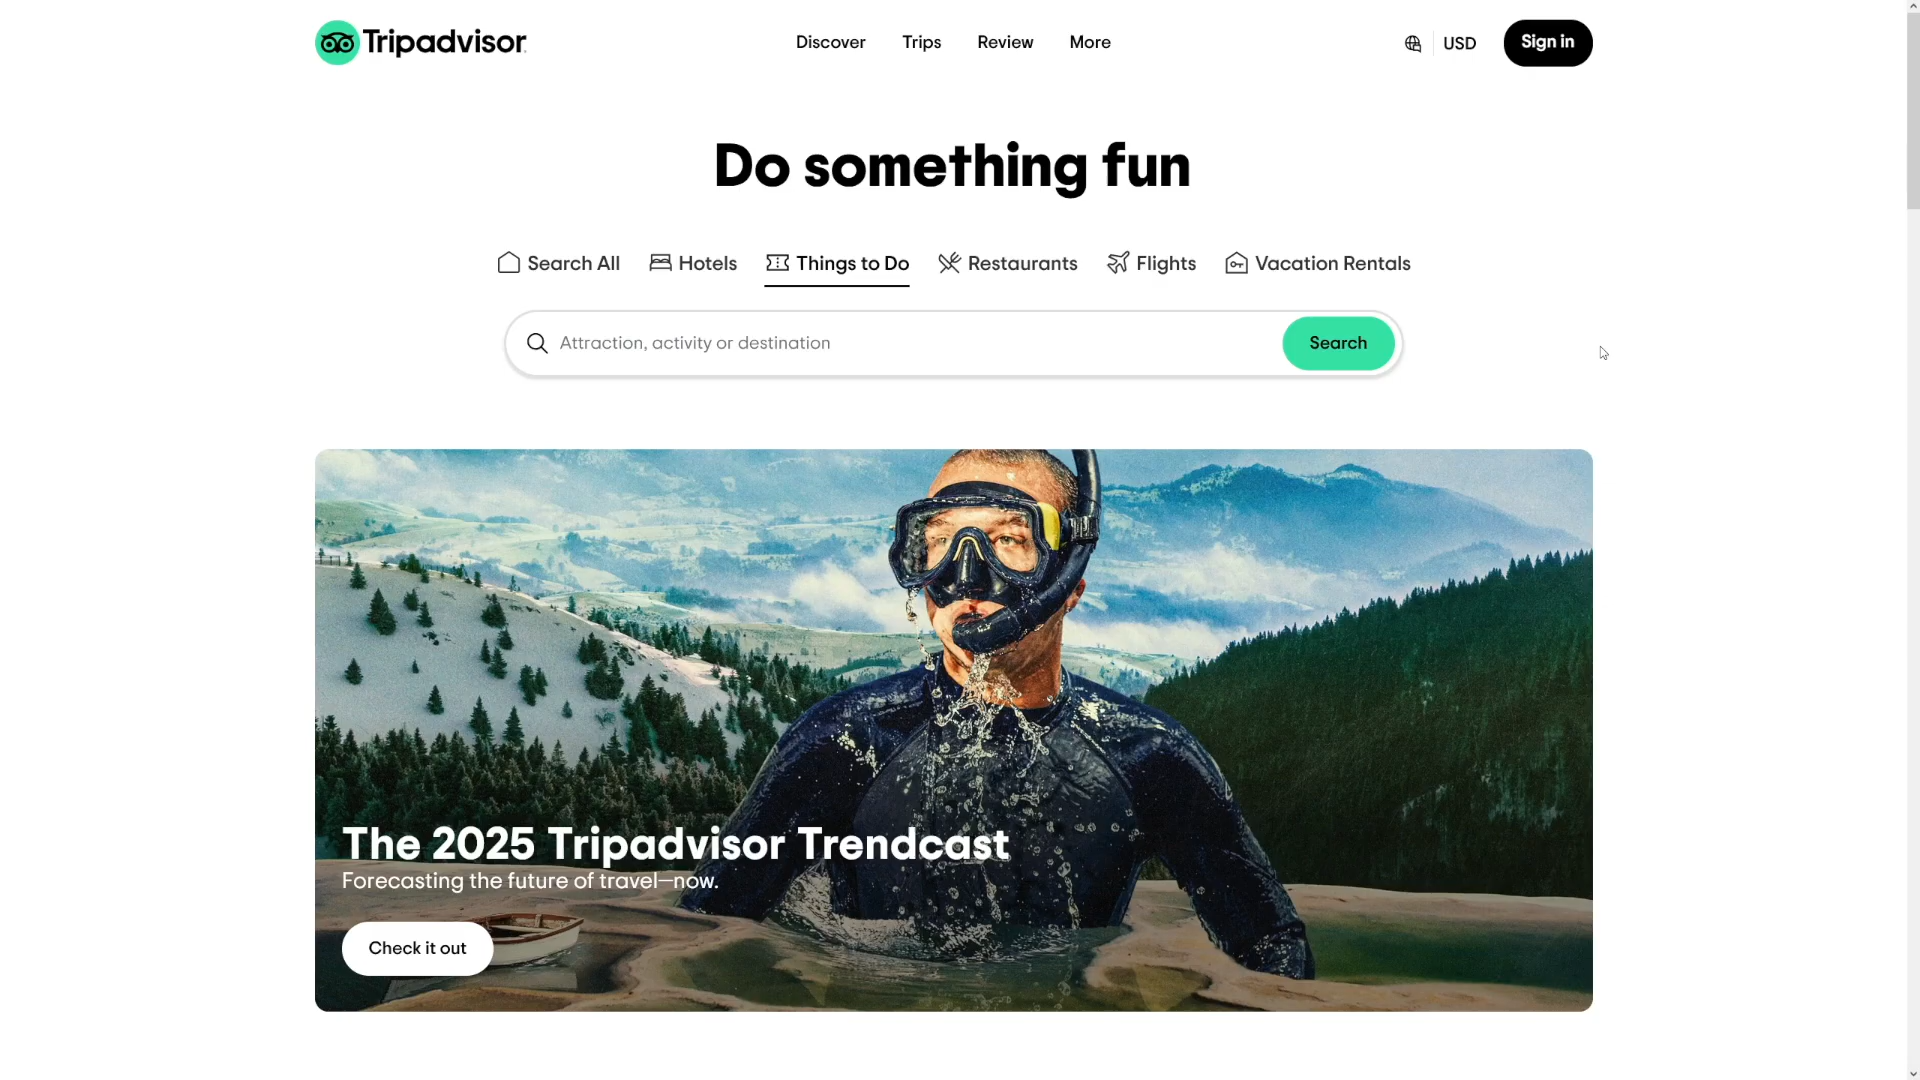 Tripadvisor
Discover
Trips
Review
More
USD
Sign in
Do something fun
Search All
Hotels
Things to Do
Restaurants
Flights
Vacation Rentals
Attraction, activity or destination
Search
The 2025 Tripadvisor Trendcast
Forecasting the future of travel—now.
Check it out